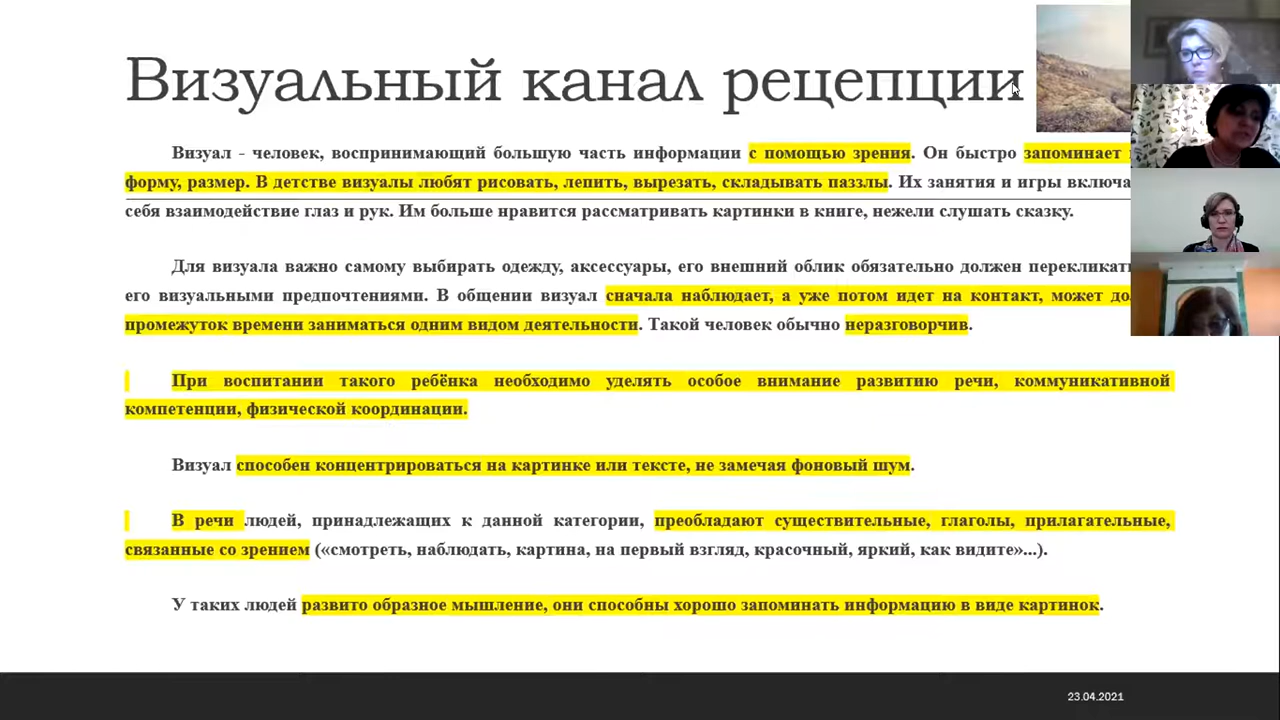 Визуальный канал рецепции
Визуал - человек, воспринимающий большую часть информации с помощью зрения. Он быстро запоминает
форму, размер. В детстве визуалы любят рисовать, лепить, вырезать, складывать паззлы. Их занятия и игры
себя взаимодействие глаз и рук. Им больше нравится рассматривать картинки в книге, нежели слушать сказку.
Для визуала важно самому выбирать одежду, аксессуары, его внешний облик обязательно должен
его визуальными предпочтениями. В общении визуал сначала наблюдает, а уже потом идет на контакт, может
промежуток времени заниматься одним видом деятельности. Такой человек обычно неразговорчив.
При воспитании такого ребёнка необходимо уделять особое внимание развитию речи, коммуникативной
компетенции, физической координации.
Визуал способен концентрироваться на картинке или тексте, не замечая фоновый шум.
В речи людей, принадлежащих к данной категории, преобладают существительные, глаголы, прилагательные,
связанные со зрением («смотреть, наблюдать, картина, на первый взгляд, красочный, яркий, как видите»...).
У таких людей развито образное мышление, они способны хорошо запоминать информацию в виде картинок.
23.04.2021